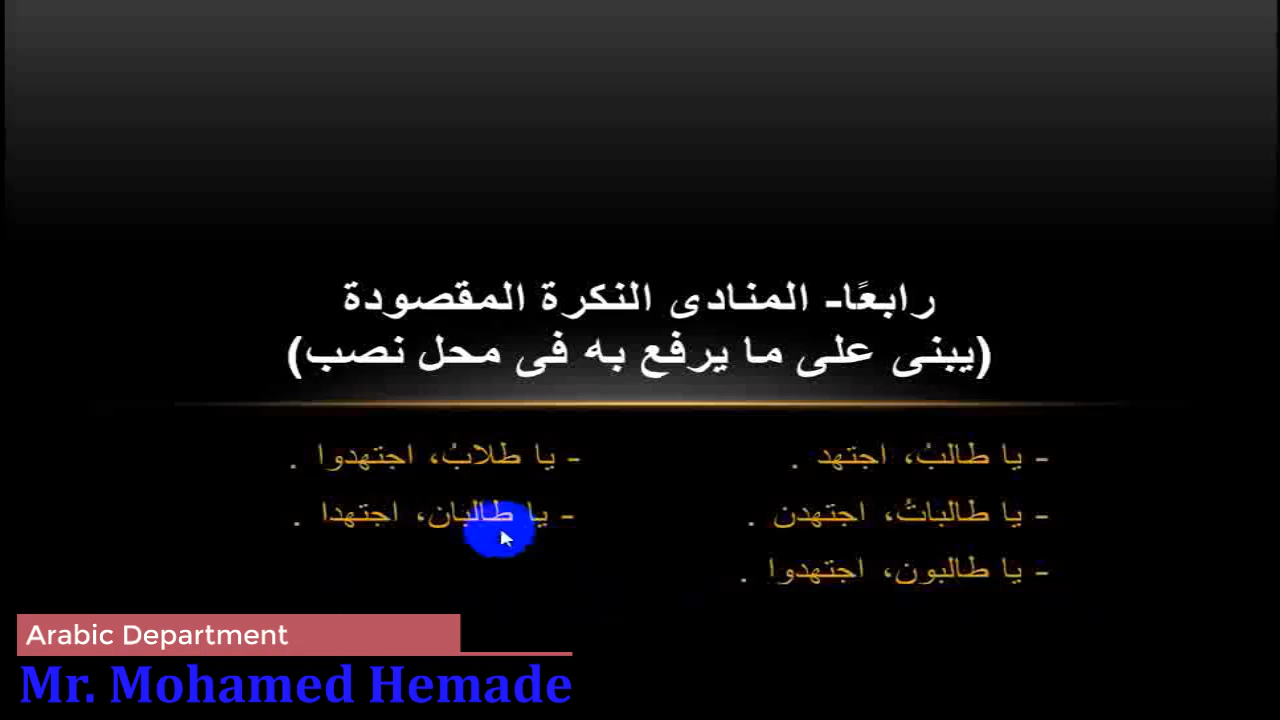 رابعًا- المنادى النكرة المقصودة
(يبنى على ما يرفع به فى محل نصب)
- يا طالبُ، اجتهد .
- يا طلابُ، اجتهدوا .
- يا طالباتُ، اجتهدن .
- يا طالبان، اجتهدا .
- يا طالبون، اجتهدوا .
Arabic Department
Mr. Mohamed Hemade